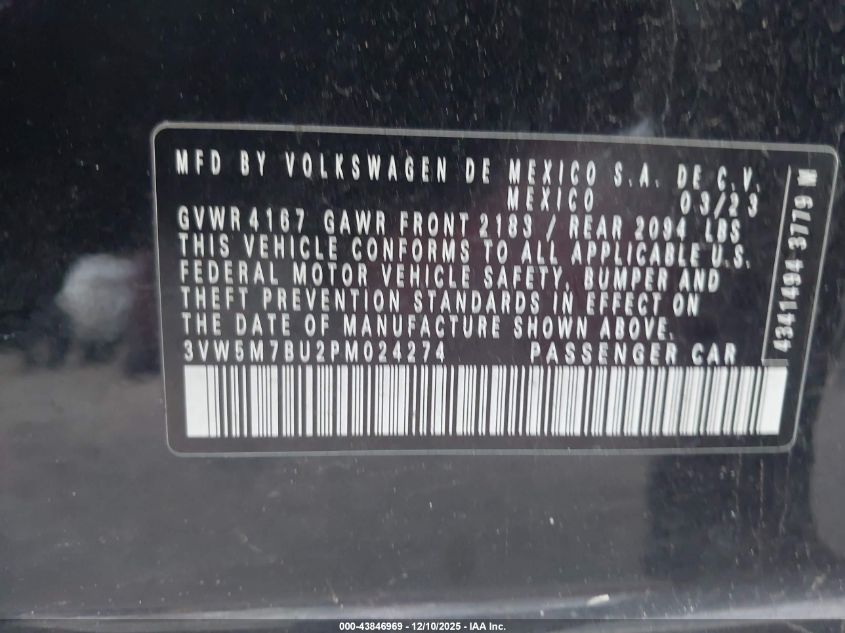 MFD BY VOLKSWAGEN DE MEXICO S.A. DE C.V.
MEXICO 03/23
GVWR 4167 GAWR FRONT 2183 / REAR 2094 LBS
THIS VEHICLE CONFORMS TO ALL APPLICABLE U.S.
FEDERAL MOTOR VEHICLE SAFETY, BUMPER AND
THEFT PREVENTION STANDARDS IN EFFECT ON
THE DATE OF MANUFACTURE SHOWN ABOVE.
3VW5M7BU2PM024274 PASSENGER CAR
4341494 3779 M
000-43846969 - 12/10/2025 - IAA Inc.